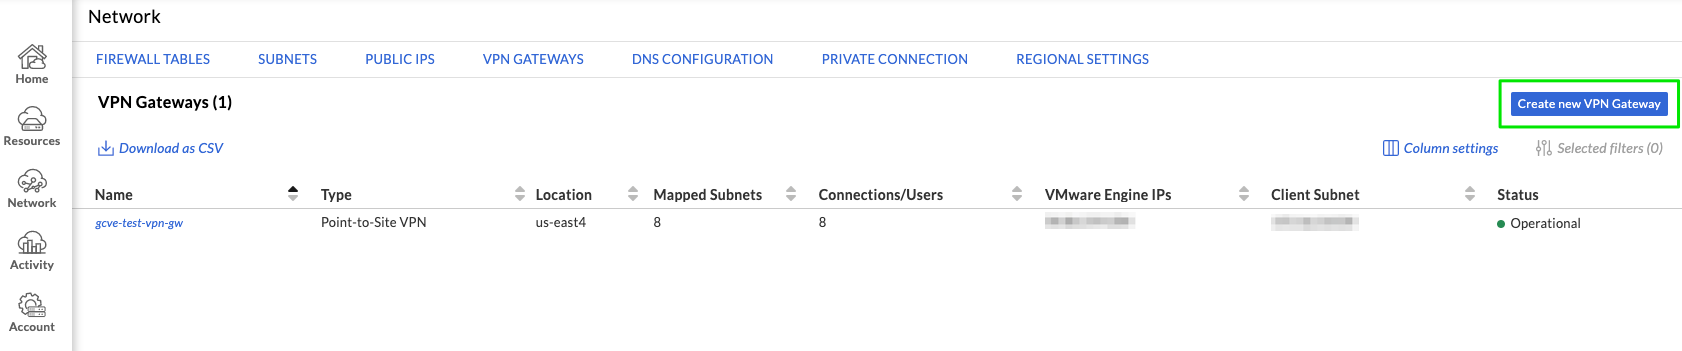 Network
Home
Resources
Network
Activity
Account
FIREWALL TABLES SUBNETS PUBLIC IPS VPN GATEWAYS DNS CONFIGURATION PRIVATE CONNECTION REGIONAL SETTINGS
VPN Gateways (1) Create new VPN Gateway
Download as CSV Column settings Selected filters (0)
Name Type Location Mapped Subnets Connections/Users VMware Engine IPs Client Subnet Status
gcve-test-vpn-gw Point-to-Site VPN us-east4 8 8 Operational